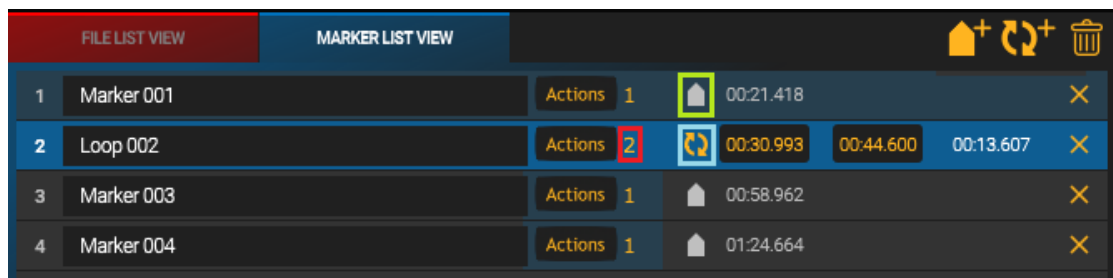 FILE LIST VIEW MARKER LIST VIEW
1 Marker 001 Actions 1 00:21.418
2 Loop 002 Actions 2 00:30.993 00:44.600 00:13.607
3 Marker 003 Actions 1 00:58.962
4 Marker 004 Actions 1 01:24.664